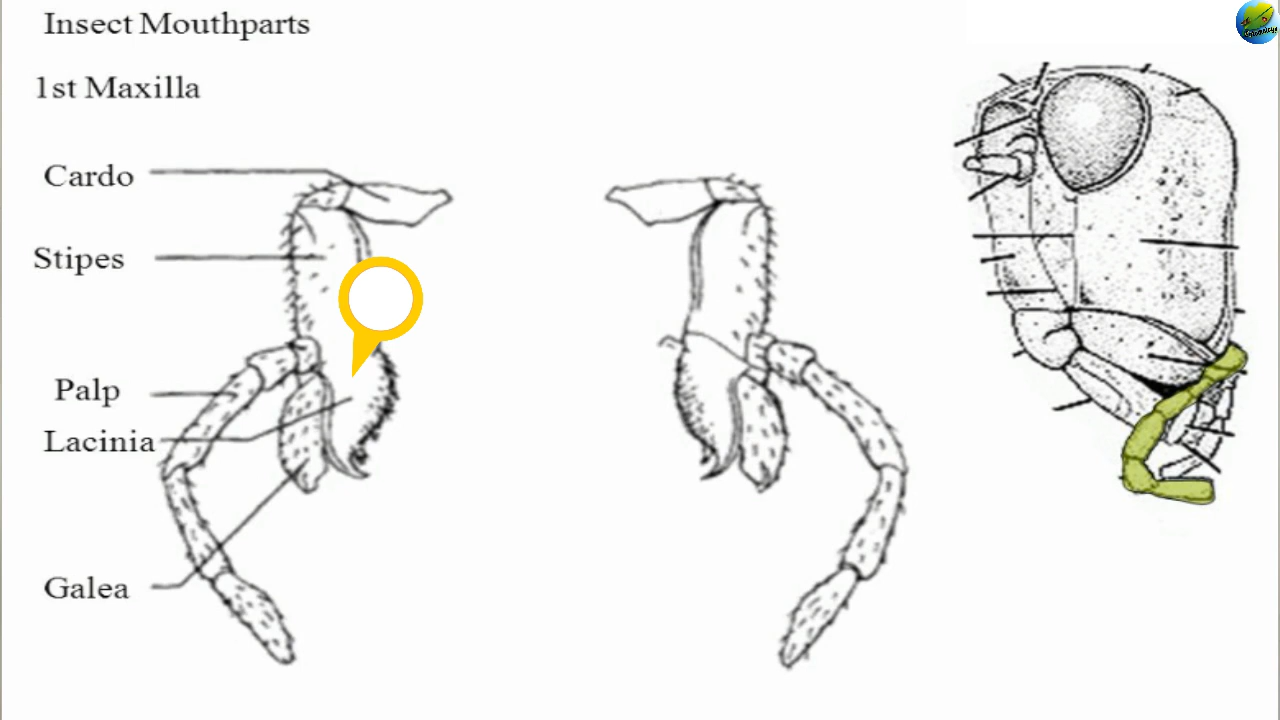 Insect Mouthparts
1st Maxilla
Cardo
Stipes
Palp
Lacinia
Galea